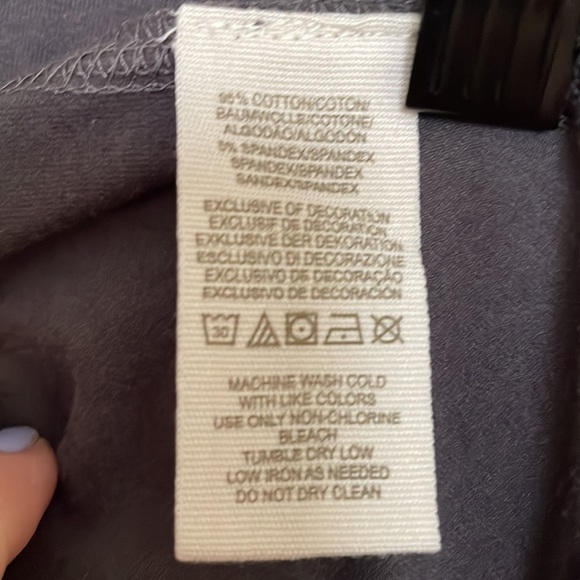 95% COTTON/COTON/
BAUMWOLLE/COTONE/
ALGODÃO/ALGODÓN
5% SPANDEX/SPANDEX
SPANDEX/SPANDEX
SANDEX/SPANDEX
EXCLUSIVE OF DECORATION
EXCLUSIF DE DECORATION
EXKLUSIVE DER DEKORATION
ESCLUSIVO DI DECORAZIONE
EXCLUSIVO DE DECORAÇÃO
EXCLUSIVO DE DECORACIÓN
30
MACHINE WASH COLD
WITH LIKE COLORS
USE ONLY NON-CHLORINE
BLEACH
TUMBLE DRY LOW
LOW IRON AS NEEDED
DO NOT DRY CLEAN